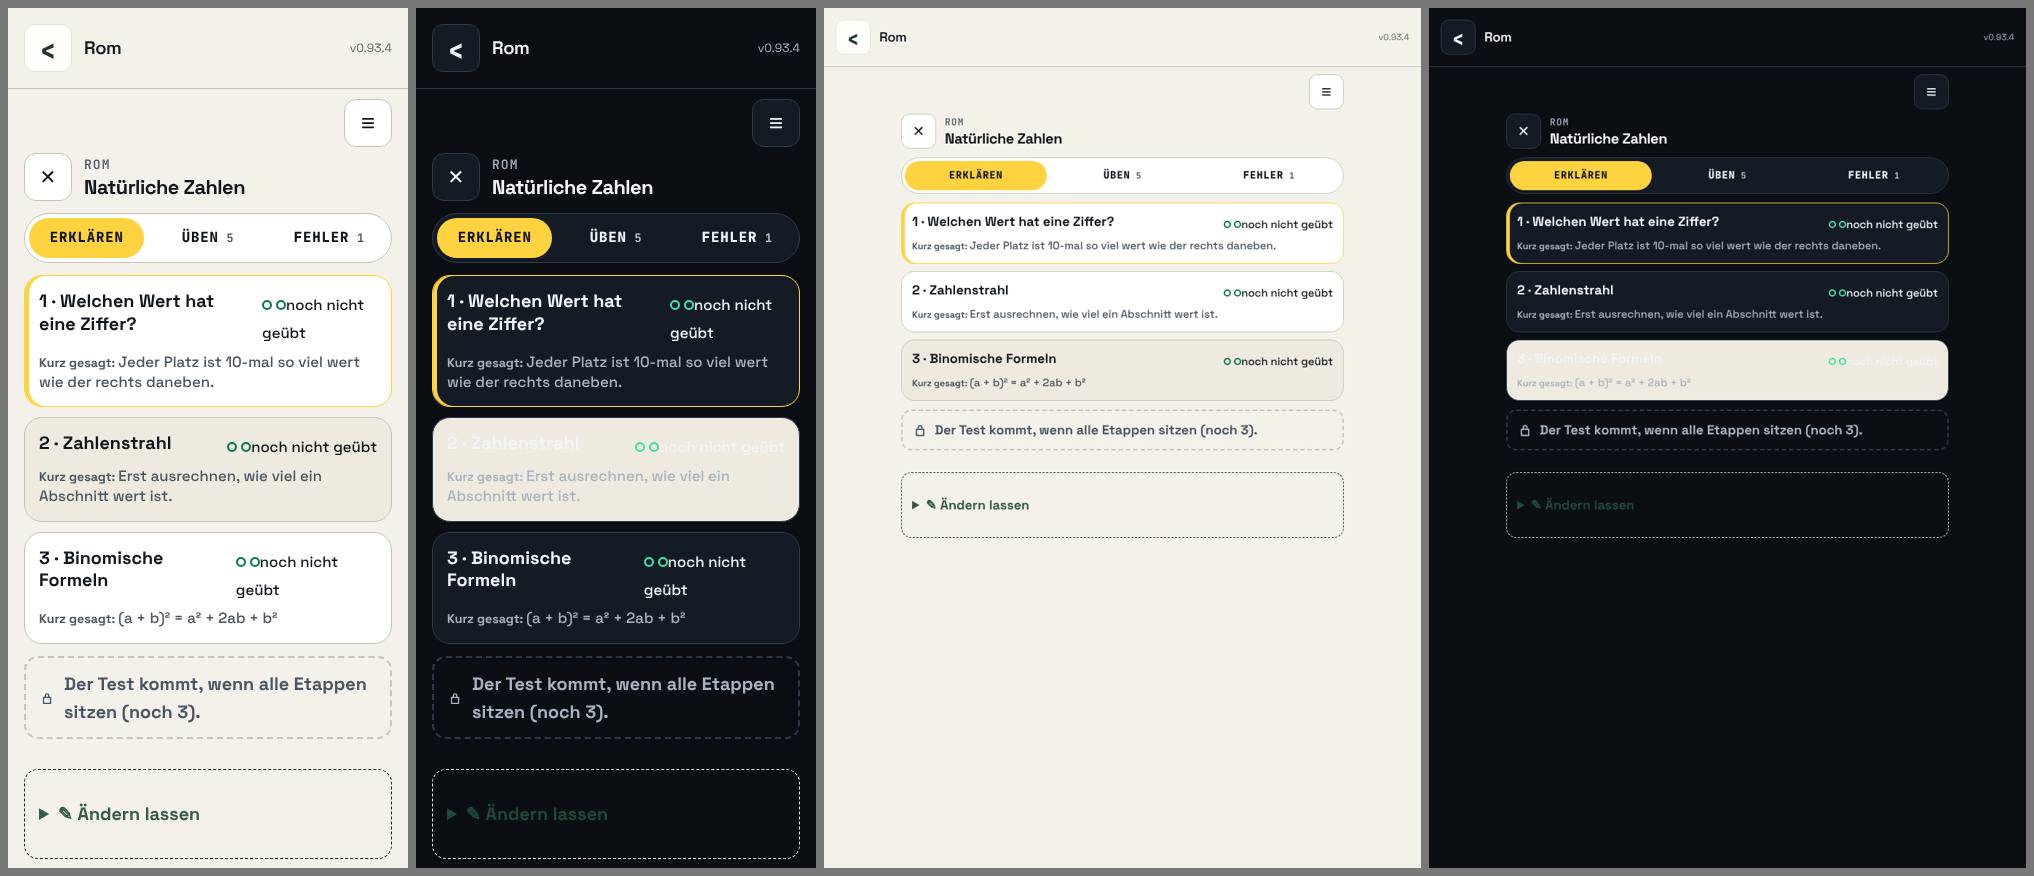 < Rom v0.93.4
≡
ROM
✕ Natürliche Zahlen
ERKLÄREN ÜBEN 5 FEHLER 1
1 · Welchen Wert hat
eine Ziffer?
noch nicht
geübt
Kurz gesagt: Jeder Platz ist 10-mal so viel wert
wie der rechts daneben.
2 · Zahlenstrahl noch nicht geübt
Kurz gesagt: Erst ausrechnen, wie viel ein
Abschnitt wert ist.
3 · Binomische
Formeln
noch nicht
geübt
Kurz gesagt: (a + b)² = a² + 2ab + b²
Der Test kommt, wenn alle Etappen
sitzen (noch 3).
▶ ✎ Ändern lassen
< Rom v0.93.4
≡
ROM
✕ Natürliche Zahlen
ERKLÄREN ÜBEN 5 FEHLER 1
1 · Welchen Wert hat
eine Ziffer?
noch nicht
geübt
Kurz gesagt: Jeder Platz ist 10-mal so viel wert
wie der rechts daneben.
2 · Zahlenstrahl noch nicht geübt
Kurz gesagt: Erst ausrechnen, wie viel ein
Abschnitt wert ist.
3 · Binomische
Formeln
noch nicht
geübt
Kurz gesagt: (a + b)² = a² + 2ab + b²
Der Test kommt, wenn alle Etappen
sitzen (noch 3).
▶ ✎ Ändern lassen
< Rom v0.93.4
≡
ROM
✕ Natürliche Zahlen
ERKLÄREN ÜBEN 5 FEHLER 1
1 · Welchen Wert hat eine Ziffer? noch nicht geübt
Kurz gesagt: Jeder Platz ist 10-mal so viel wert wie der rechts daneben.
2 · Zahlenstrahl noch nicht geübt
Kurz gesagt: Erst ausrechnen, wie viel ein Abschnitt wert ist.
3 · Binomische Formeln noch nicht geübt
Kurz gesagt: (a + b)² = a² + 2ab + b²
Der Test kommt, wenn alle Etappen sitzen (noch 3).
▶ ✎ Ändern lassen
< Rom v0.93.4
≡
ROM
✕ Natürliche Zahlen
ERKLÄREN ÜBEN 5 FEHLER 1
1 · Welchen Wert hat eine Ziffer? noch nicht geübt
Kurz gesagt: Jeder Platz ist 10-mal so viel wert wie der rechts daneben.
2 · Zahlenstrahl noch nicht geübt
Kurz gesagt: Erst ausrechnen, wie viel ein Abschnitt wert ist.
3 · Binomische Formeln noch nicht geübt
Kurz gesagt: (a + b)² = a² + 2ab + b²
Der Test kommt, wenn alle Etappen sitzen (noch 3).
▶ ✎ Ändern lassen